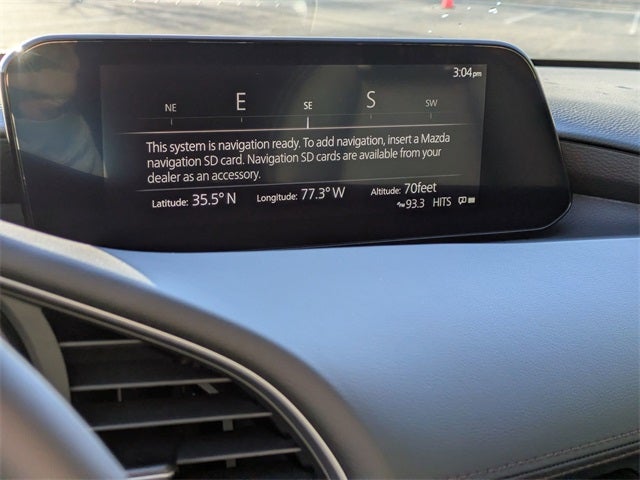 3:04pm
NE E SE S SW
This system is navigation ready. To add navigation, insert a Mazda
navigation SD card. Navigation SD cards are available from your
dealer as an accessory.
Latitude: 35.5° N Longitude: 77.3° W Altitude: 70feet
93.3 HITS